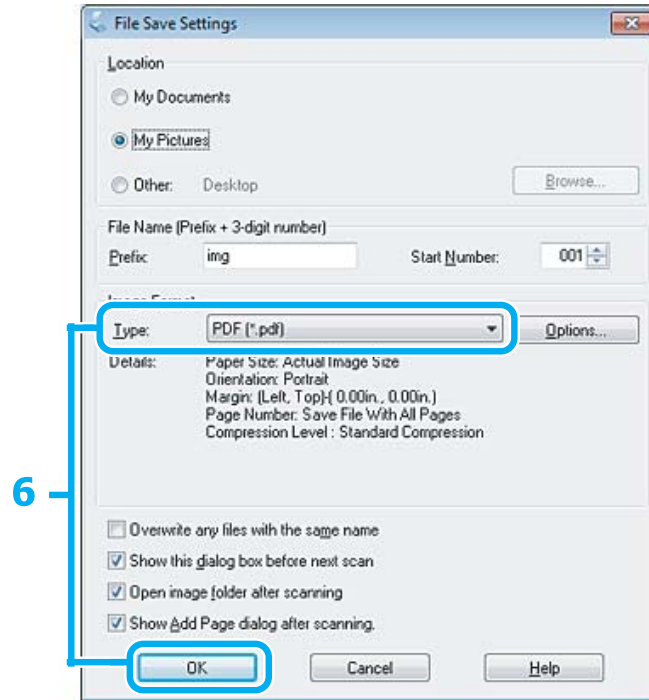 File Save Settings
Location
My Documents
My Pictures
Other: Desktop Browse...
File Name (Prefix + 3-digit number)
Prefix: img Start Number: 001
Image Format
Type: PDF (*.pdf) Options...
Details: Paper Size: Actual Image Size
Orientation: Portrait
Margin: (Left, Top)-( 0.00in., 0.00in.)
Page Number: Save File With All Pages
Compression Level : Standard Compression
6
Overwrite any files with the same name
Show this dialog box before next scan
Open image folder after scanning
Show Add Page dialog after scanning.
OK Cancel Help